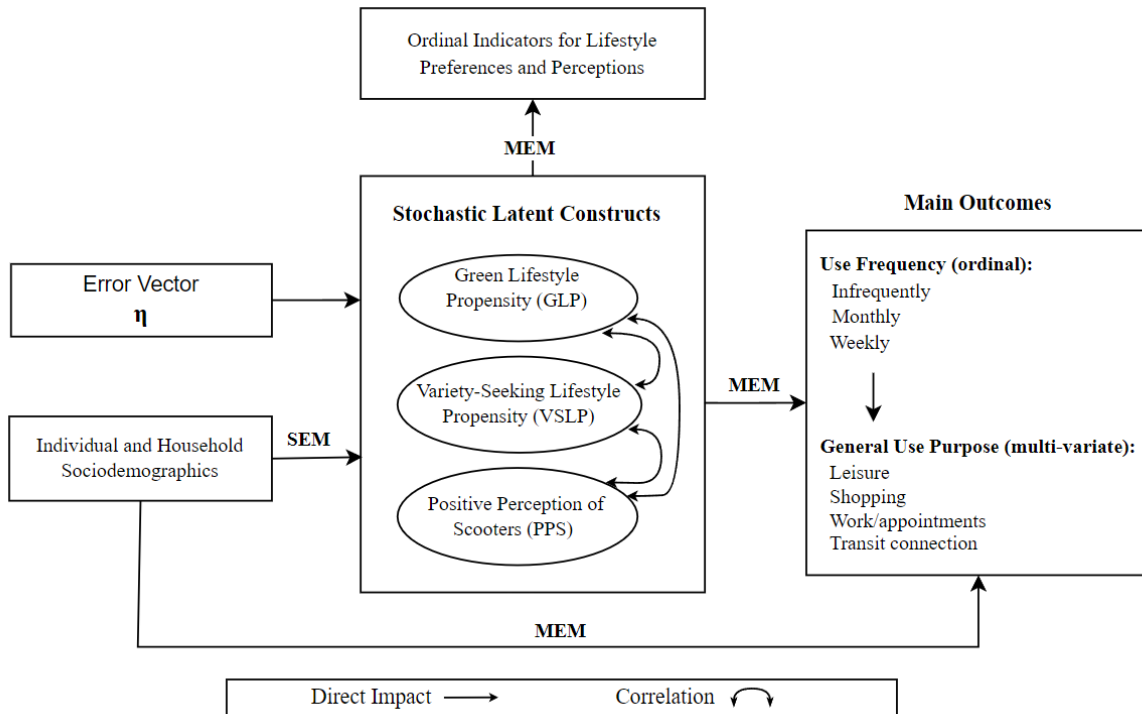 Ordinal Indicators for Lifestyle
Preferences and Perceptions
MEM
Stochastic Latent Constructs
Green Lifestyle
Propensity (GLP)
Variety-Seeking Lifestyle
Propensity (VSLP)
Positive Perception of
Scooters (PPS)
Error Vector
η
Individual and Household
Sociodemographics
SEM
MEM
Main Outcomes
Use Frequency (ordinal):
Infrequently
Monthly
Weekly
General Use Purpose (multi-variate):
Leisure
Shopping
Work/appointments
Transit connection
MEM
Direct Impact
Correlation